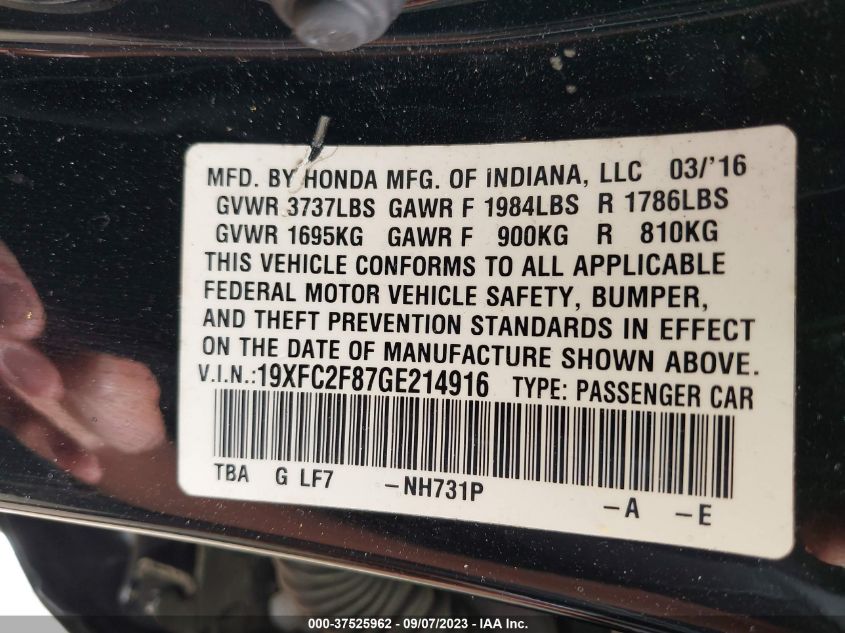 MFD. BY HONDA MFG. OF INDIANA, LLC 03/'16
GVWR 3737LBS GAWR F 1984LBS R 1786LBS
GVWR 1695KG GAWR F 900KG R 810KG
THIS VEHICLE CONFORMS TO ALL APPLICABLE
FEDERAL MOTOR VEHICLE SAFETY, BUMPER,
AND THEFT PREVENTION STANDARDS IN EFFECT
ON THE DATE OF MANUFACTURE SHOWN ABOVE.
V.I.N.:19XFC2F87GE214916 TYPE: PASSENGER CAR
TBA G LF7 -NH731P -A -E
000-37525962 - 09/07/2023 - IAA Inc.